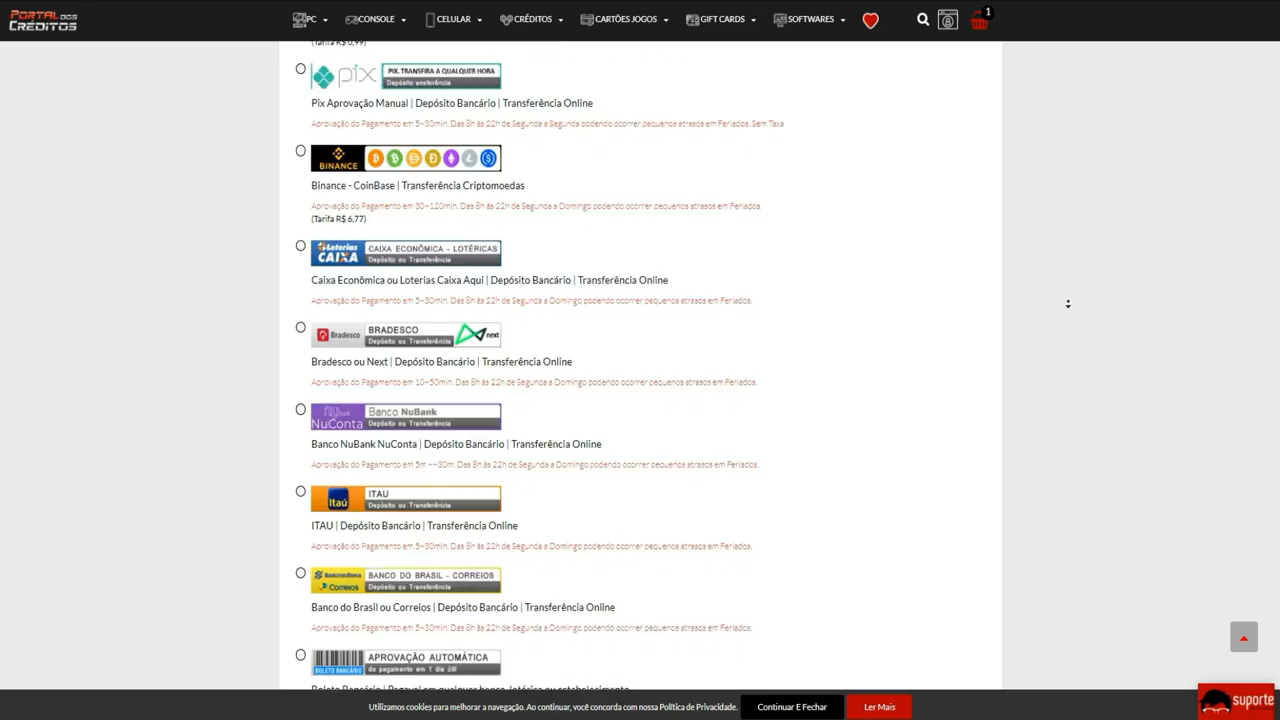 PORTAL DOS CRÉDITOS
PC CONSOLE CELULAR CRÉDITOS CARTÕES JOGOS GIFT CARDS SOFTWARES 1
(Tarifa R$ 0,99)
pix PIX. TRANSFIRA A QUALQUER HORA
Pix Aprovação Manual | Depósito Bancário | Transferência Online
Aprovação do Pagamento em 5~30min. Das 8h às 22h de Segunda a Segunda podendo ocorrer pequenos atrasos em Feriados. Sem Taxa
BINANCE
Binance - CoinBase | Transferência Criptomoedas
Aprovação do Pagamento em 30~120min. Das 8h às 22h de Segunda a Domingo podendo ocorrer pequenos atrasos em Feriados.
(Tarifa R$ 6,77)
Loterias CAIXA CAIXA ECONÔMICA - LOTÉRICAS
Depósito ou Transferência
Caixa Econômica ou Loterias Caixa Aqui | Depósito Bancário | Transferência Online
Aprovação do Pagamento em 5~30min. Das 8h às 22h de Segunda a Domingo podendo ocorrer pequenos atrasos em Feriados.
Bradesco BRADESCO next
Depósito ou Transferência
Bradesco ou Next | Depósito Bancário | Transferência Online
Aprovação do Pagamento em 10~50min. Das 8h às 22h de Segunda a Domingo podendo ocorrer pequenos atrasos em Feriados.
NuConta Banco NuBank
Depósito ou Transferência
Banco NuBank NuConta | Depósito Bancário | Transferência Online
Aprovação do Pagamento em 5m ~~30m. Das 8h às 22h de Segunda a Domingo podendo ocorrer pequenos atrasos em Feriados.
Itaú ITAU
Depósito ou Transferência
ITAU | Depósito Bancário | Transferência Online
Aprovação do Pagamento em 5~30min. Das 8h às 22h de Segunda a Domingo podendo ocorrer pequenos atrasos em Feriados.
BANCO DO BRASIL - CORREIOS
Correios Depósito ou Transferência
Banco do Brasil ou Correios | Depósito Bancário | Transferência Online
Aprovação do Pagamento em 5~30min. Das 8h às 22h de Segunda a Domingo podendo ocorrer pequenos atrasos em Feriados.
APROVAÇÃO AUTOMÁTICA
BOLETO BANCÁRIO do pagamento em 1 dia útil
Boleto Bancário | Pagavel em qualquer banco, lotérica ou estabelecimento
Utilizamos cookies para melhorar a navegação. Ao continuar, você concorda com nossa Política de Privacidade. Continuar E Fechar Ler Mais
suporte